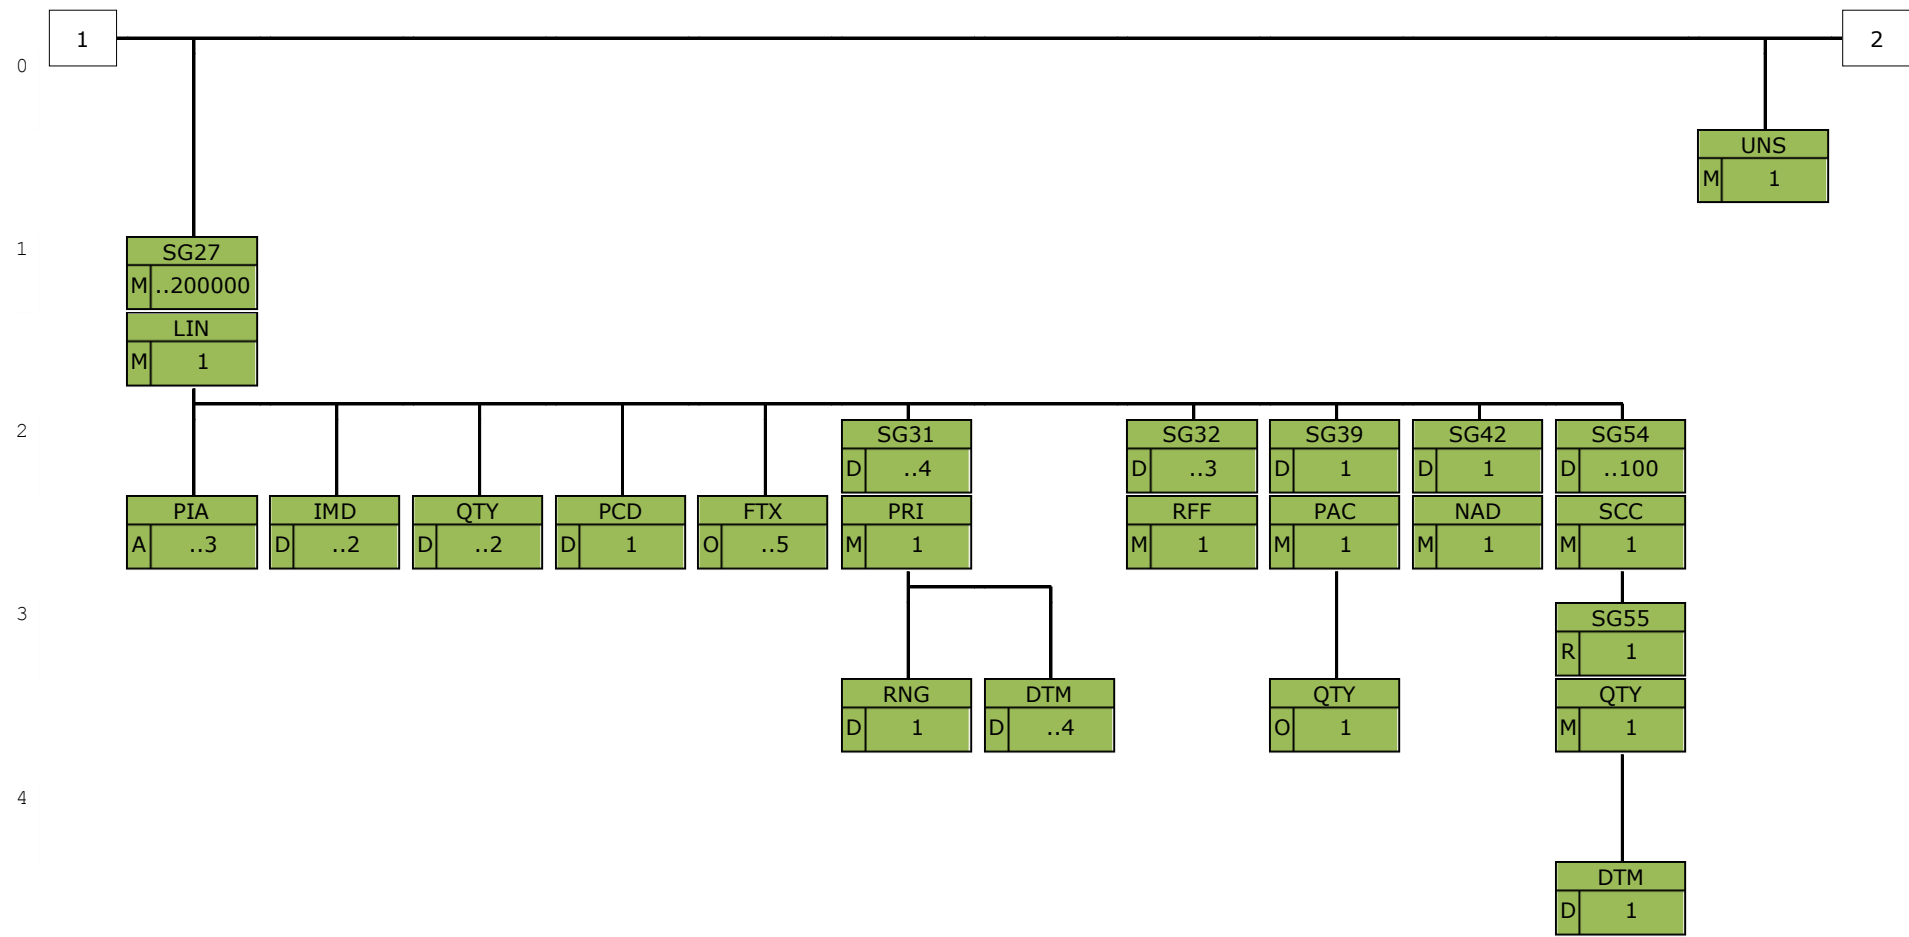 1 2
0
UNS
M 1
1
SG27
M ..200000
LIN
M 1
2
SG31 SG32 SG39 SG42 SG54
D ..4 D ..3 D 1 D 1 D ..100
PIA IMD QTY PCD FTX PRI RFF PAC NAD SCC
A ..3 D ..2 D ..2 D 1 O ..5 M 1 M 1 M 1 M 1 M 1
3
SG55
R 1
RNG DTM QTY QTY
D 1 D ..4 O 1 M 1
4
DTM
D 1